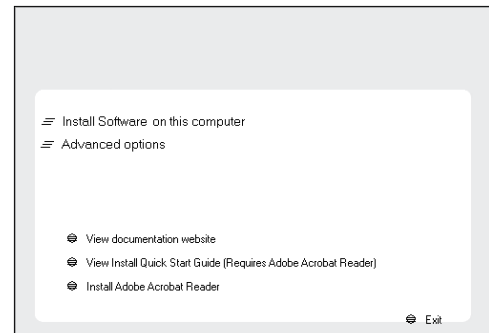 Install Software on this computer
Advanced options
View documentation website
View Install Quick Start Guide (Requires Adobe Acrobat Reader)
Install Adobe Acrobat Reader
Exit